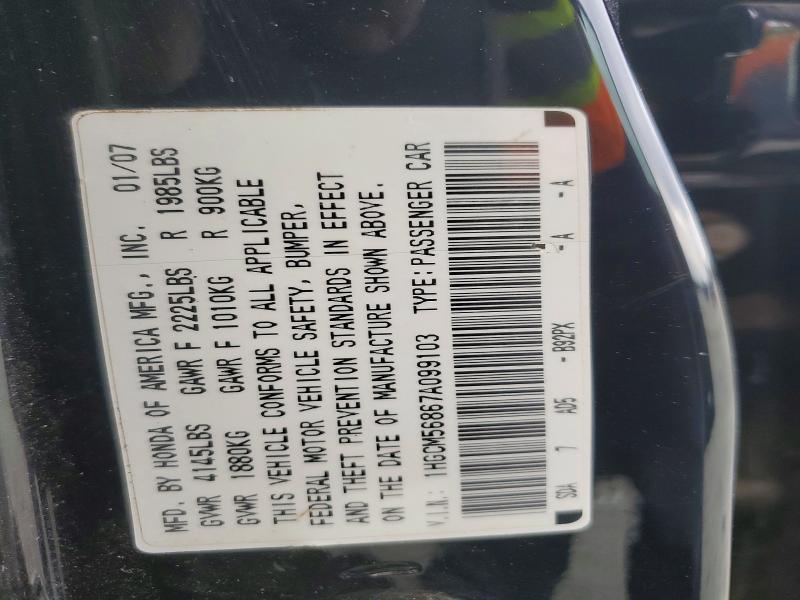 MFD. BY HONDA OF AMERICA MFG., INC. 01/07
GVWR 4145LBS GAWR F 2225LBS R 1985LBS
GVWR 1880KG GAWR F 1010KG R 900KG
THIS VEHICLE CONFORMS TO ALL APPLICABLE
FEDERAL MOTOR VEHICLE SAFETY, BUMPER,
AND THEFT PREVENTION STANDARDS IN EFFECT
ON THE DATE OF MANUFACTURE SHOWN ABOVE.
V.I.N.: 1HGCM56867A099103 TYPE: PASSENGER CAR
SDA 7 AD5 - B92PX - A - A